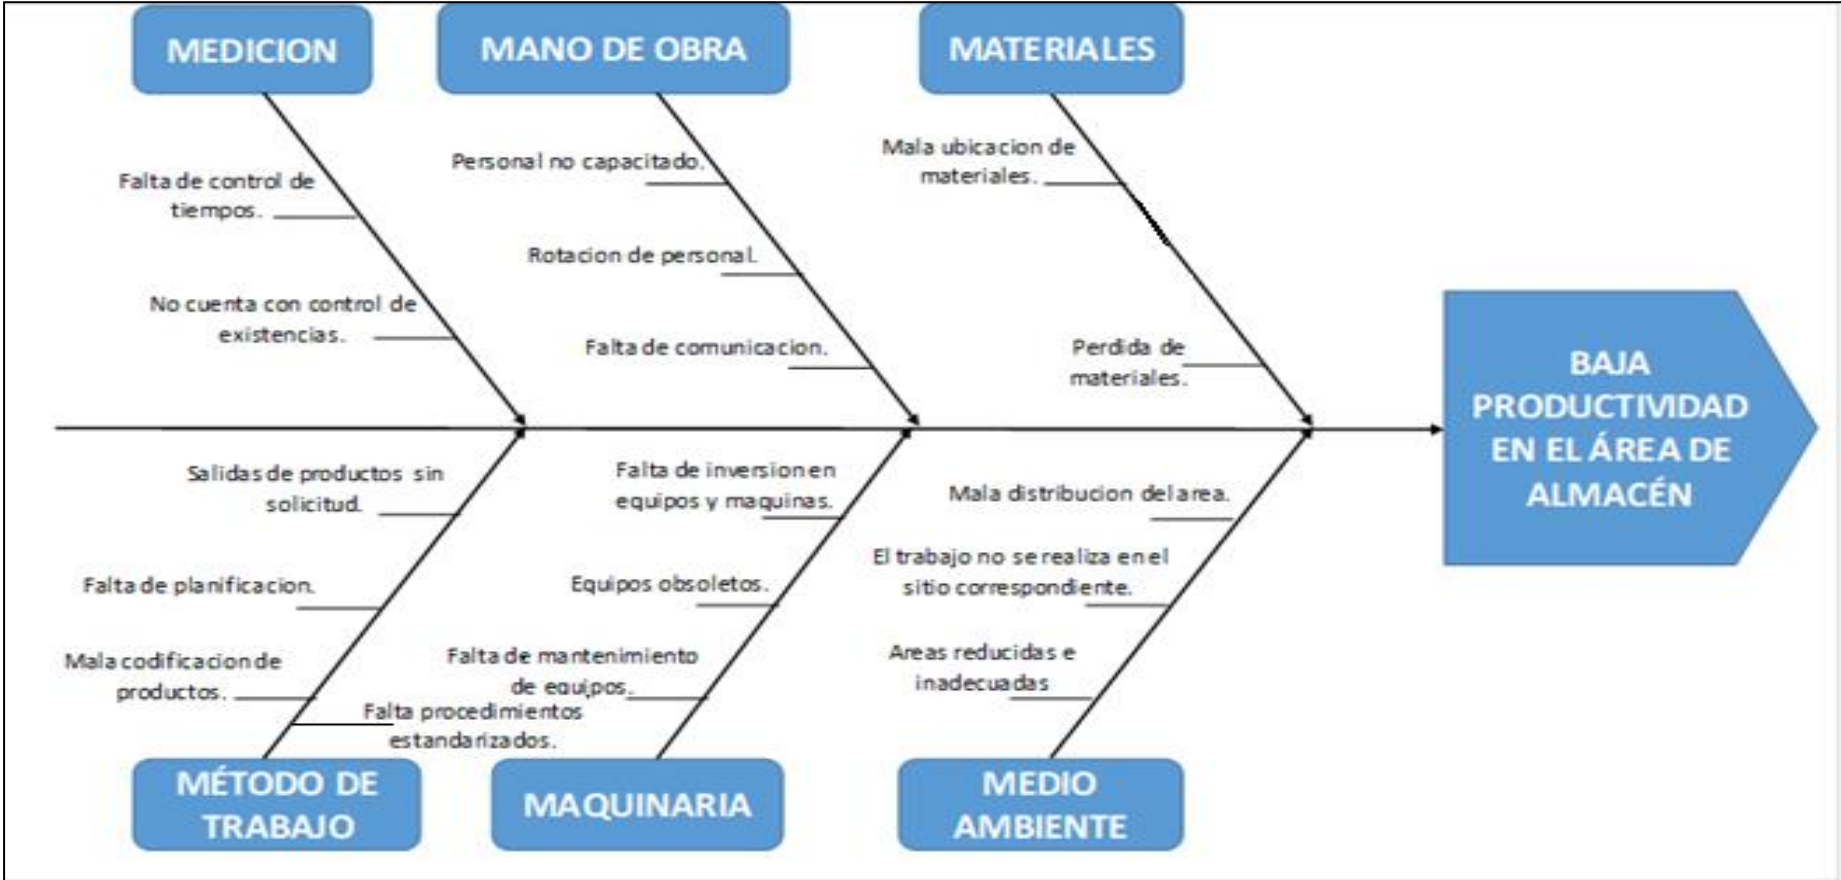 MEDICION
MANO DE OBRA
MATERIALES
Falta de control de
tiempos.
No cuenta con control de
existencias.
Personal no capacitado.
Rotacion de personal.
Falta de comunicacion.
Mala ubicacion de
materiales.
Perdida de
materiales.
BAJA
PRODUCTIVIDAD
EN EL ÁREA DE
ALMACÉN
Salidas de productos sin
solicitud.
Falta de planificacion.
Mala codificacion de
productos.
Falta procedimientos
estandarizados.
Falta de inversion en
equipos y maquinas.
Equipos obsoletos.
Falta de mantenimiento
de equipos.
Mala distribucion del area.
El trabajo no se realiza en el
sitio correspondiente.
Areas reducidas e
inadecuadas
MÉTODO DE
TRABAJO
MAQUINARIA
MEDIO
AMBIENTE